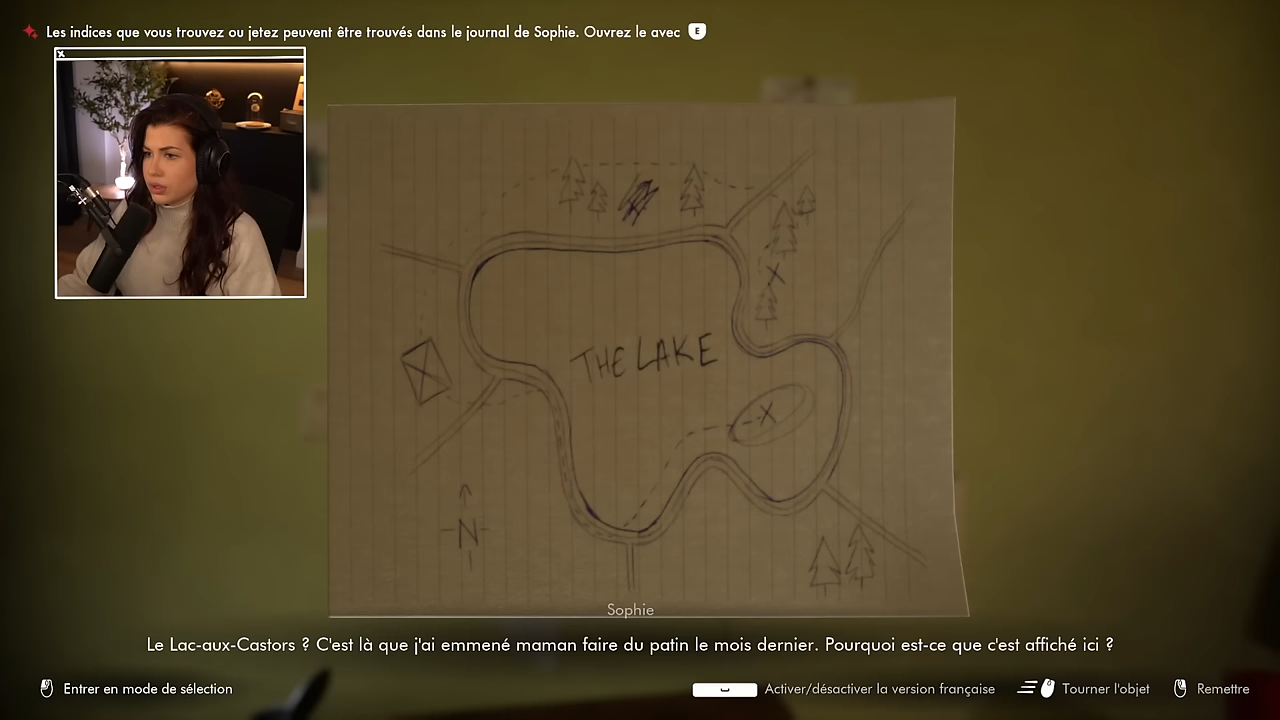 Les indices que vous trouvez ou jetez peuvent être trouvés dans le journal de Sophie. Ouvrez le avec E
x
THE LAKE
N
Sophie
Le Lac-aux-Castors ? C'est là que j'ai emmené maman faire du patin le mois dernier. Pourquoi est-ce que c'est affiché ici ?
Entrer en mode de sélection
Activer/désactiver la version française
Tourner l'objet
Remettre